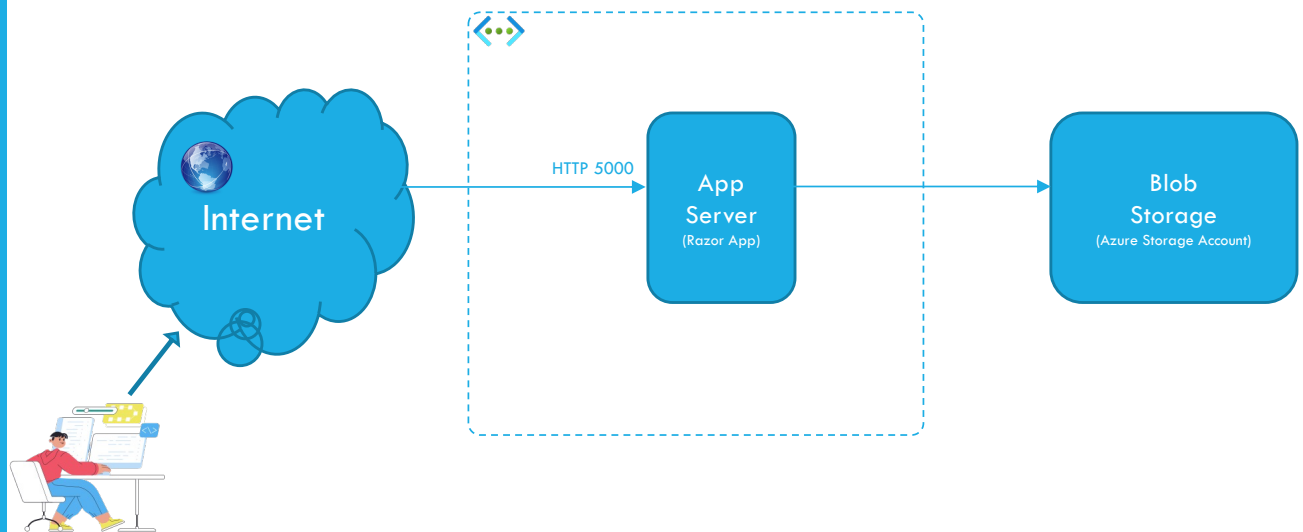 HTTP 5000
Internet
App
Server
(Razor App)
Blob
Storage
(Azure Storage Account)